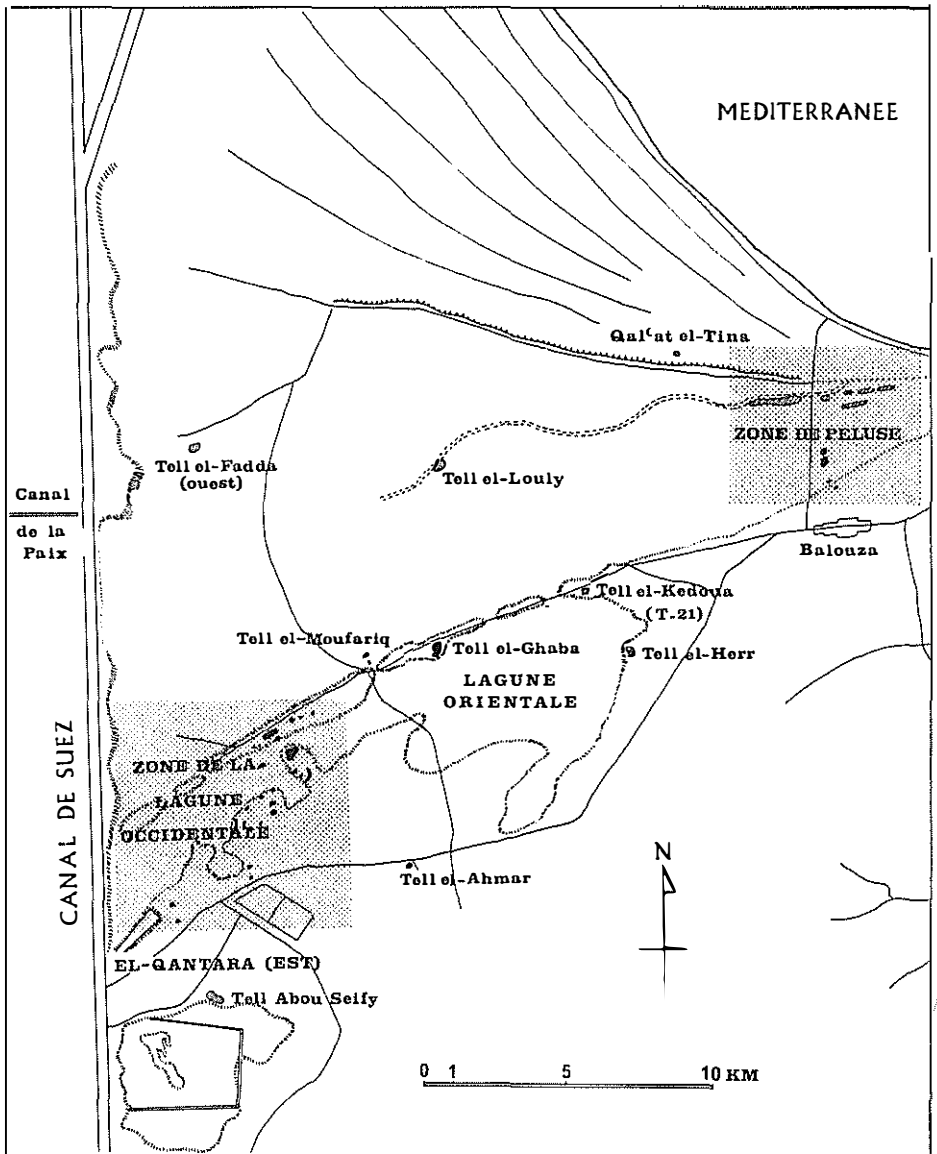 MEDITERRANEE
Qalʿat el-Tina
ZONE DE PELUSE
Tell el-Fadda
(ouest)
Tell el-Louly
Canal
de la
Paix
Balouza
Tell el-Kedoua
(T-21)
Tell el-Moufariq
Tell el-Ghaba
Tell el-Herr
LAGUNE
ORIENTALE
CANAL DE SUEZ
ZONE DE LA
LAGUNE
OCCIDENTALE
N
Tell el-Ahmar
EL-QANTARA (EST)
Tell Abou Seify
0 1 5 10 KM